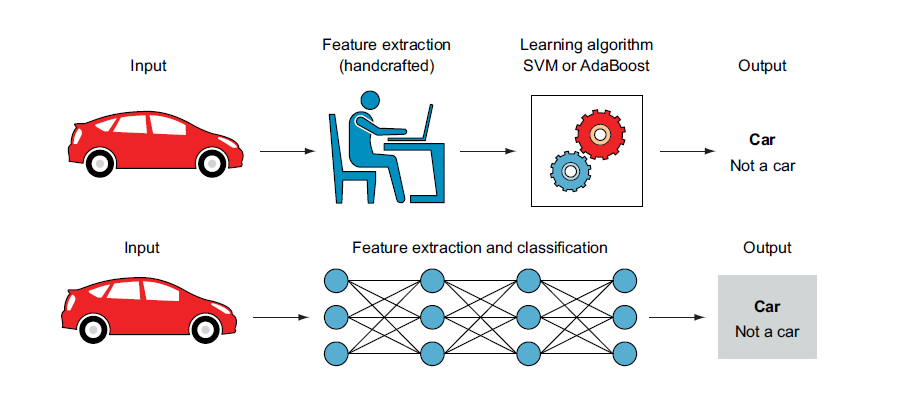 Input
Feature extraction
(handcrafted)
Learning algorithm
SVM or AdaBoost
Output
Car
Not a car
Input
Feature extraction and classification
Output
Car
Not a car